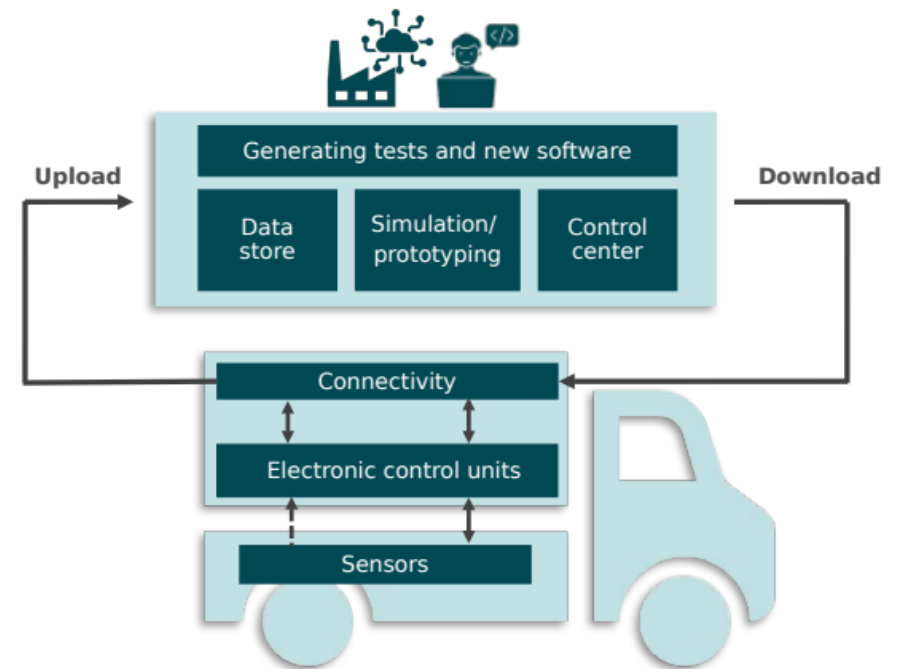 </>
Generating tests and new software
Upload
Download
Data
store
Simulation/
prototyping
Control
center
Connectivity
Electronic control units
Sensors